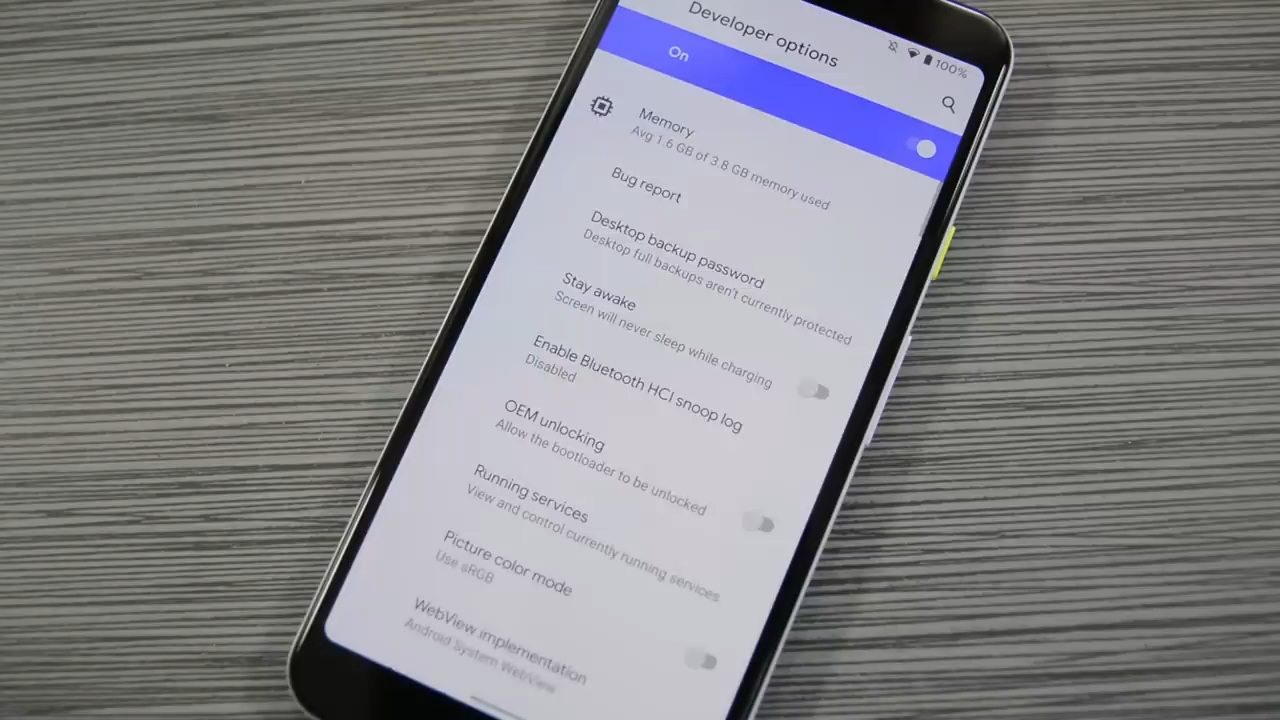 Developer options
100%
On
Memory
Avg 1.6 GB of 3.8 GB memory used
Bug report
Desktop backup password
Desktop full backups aren't currently protected
Stay awake
Screen will never sleep while charging
Enable Bluetooth HCI snoop log
Disabled
OEM unlocking
Allow the bootloader to be unlocked
Running services
View and control currently running services
Picture color mode
Use sRGB
WebView implementation
Android System WebView